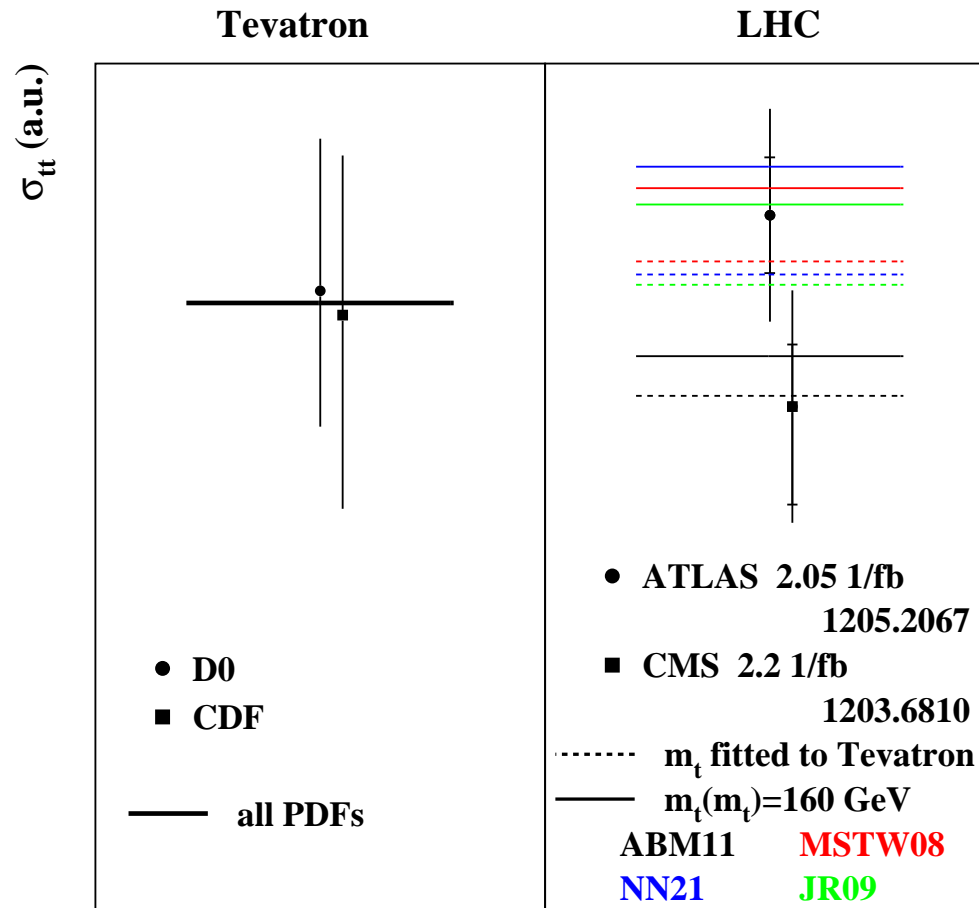 Tevatron
LHC
σtt (a.u.)
D0
CDF
all PDFs
ATLAS 2.05 1/fb
1205.2067
CMS 2.2 1/fb
1203.6810
mt fitted to Tevatron
mt(mt)=160 GeV
ABM11 MSTW08
NN21 JR09